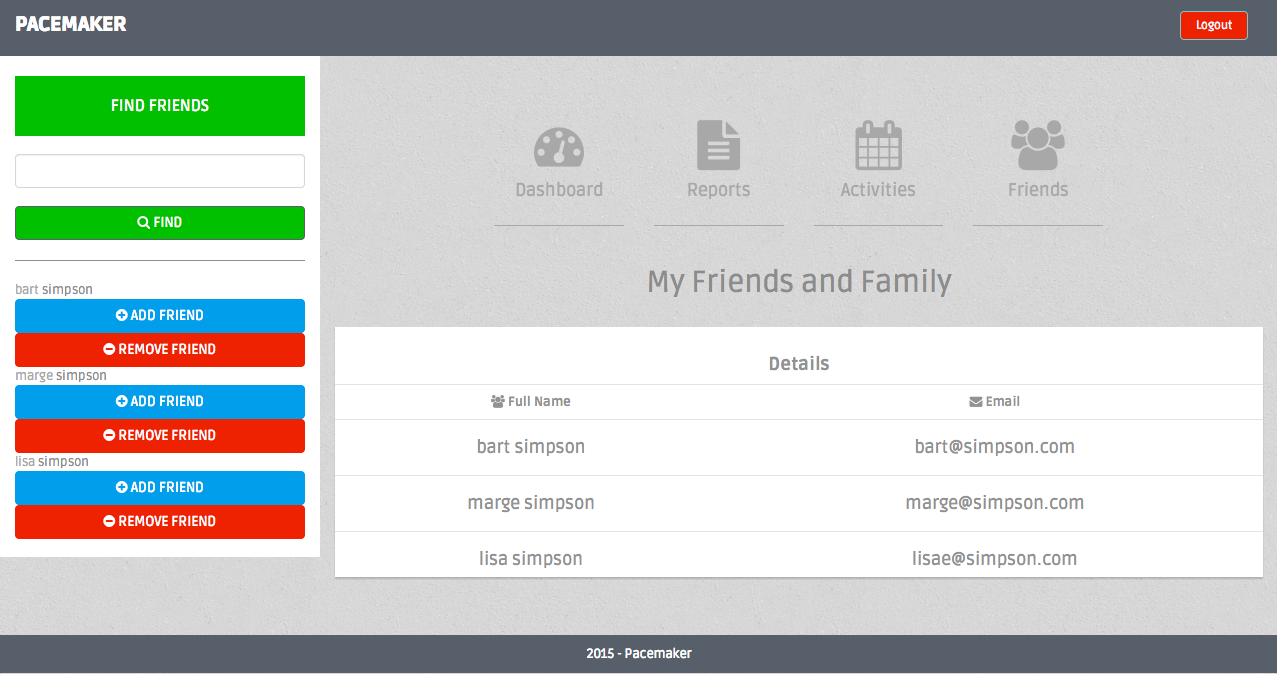 PACEMAKER
Logout
FIND FRIENDS
FIND
bart simpson
ADD FRIEND
REMOVE FRIEND
marge simpson
ADD FRIEND
REMOVE FRIEND
lisa simpson
ADD FRIEND
REMOVE FRIEND
Dashboard Reports Activities Friends
My Friends and Family
Details
Full Name Email
bart simpson bart@simpson.com
marge simpson marge@simpson.com
lisa simpson lisae@simpson.com
2015 - Pacemaker